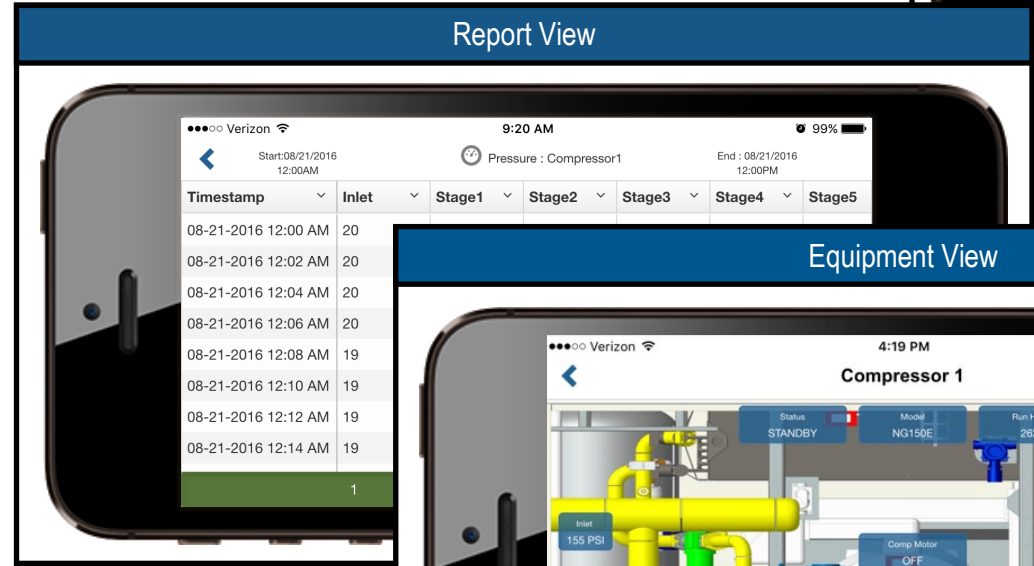 Report View
Verizon 9:20 AM 99%
Start:08/21/2016 Pressure : Compressor1 End : 08/21/2016
12:00AM 12:00PM
Timestamp Inlet Stage1 Stage2 Stage3 Stage4 Stage5
08-21-2016 12:00 AM 20
08-21-2016 12:02 AM 20
08-21-2016 12:04 AM 20
08-21-2016 12:06 AM 20
08-21-2016 12:08 AM 19
08-21-2016 12:10 AM 19
08-21-2016 12:12 AM 19
08-21-2016 12:14 AM 19
1
Equipment View
Verizon 4:19 PM
Compressor 1
Status Model Run
STANDBY NG150E
Inlet
155 PSI
Comp Motor
OFF